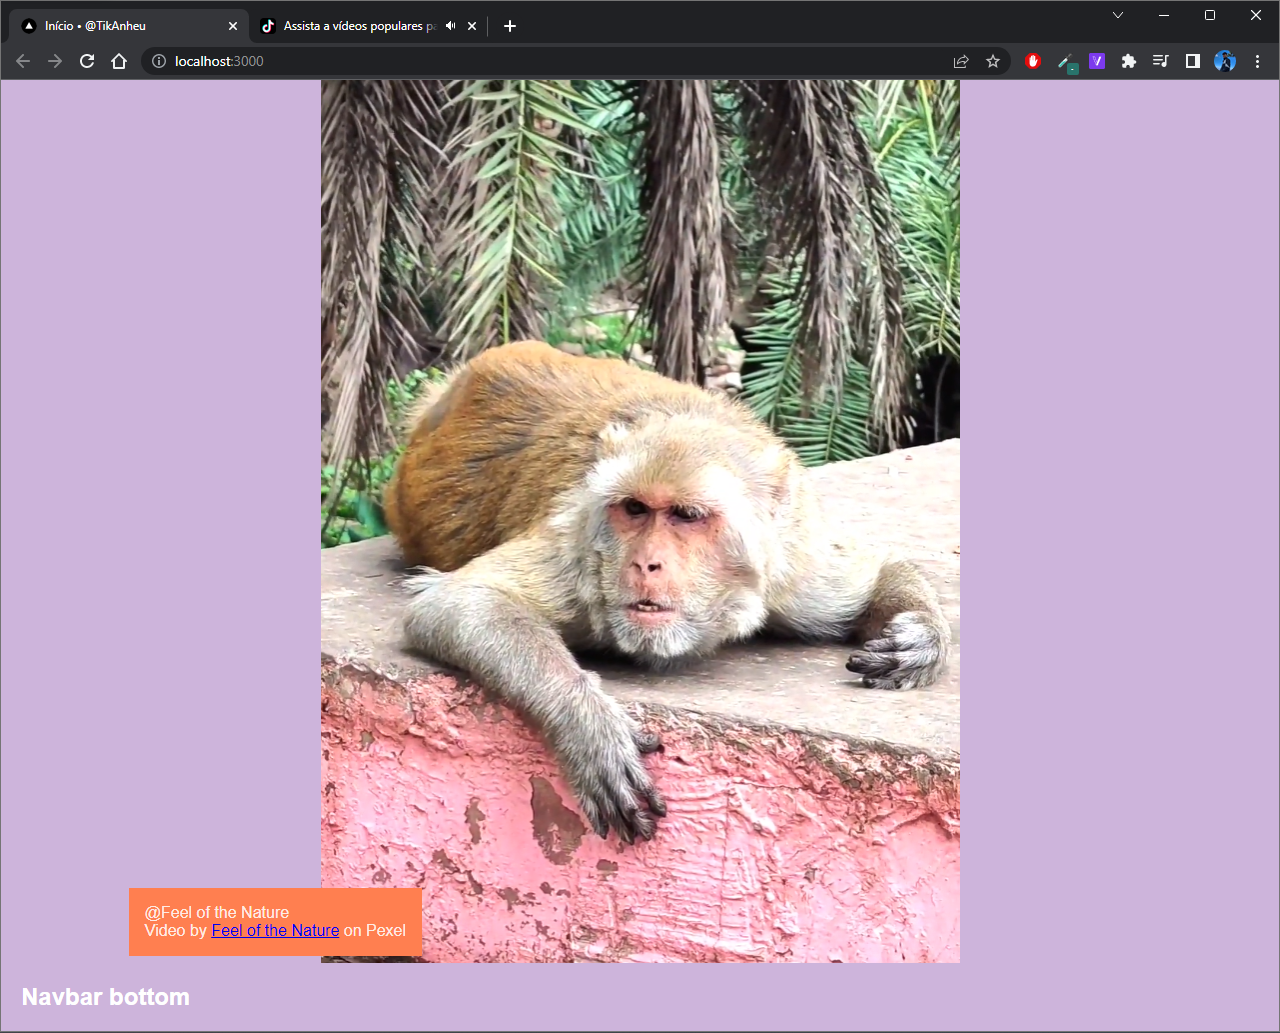 Início • @TikAnheu
Assista a vídeos populares pa
localhost:3000
@Feel of the Nature
Video by Feel of the Nature on Pexel
Navbar bottom